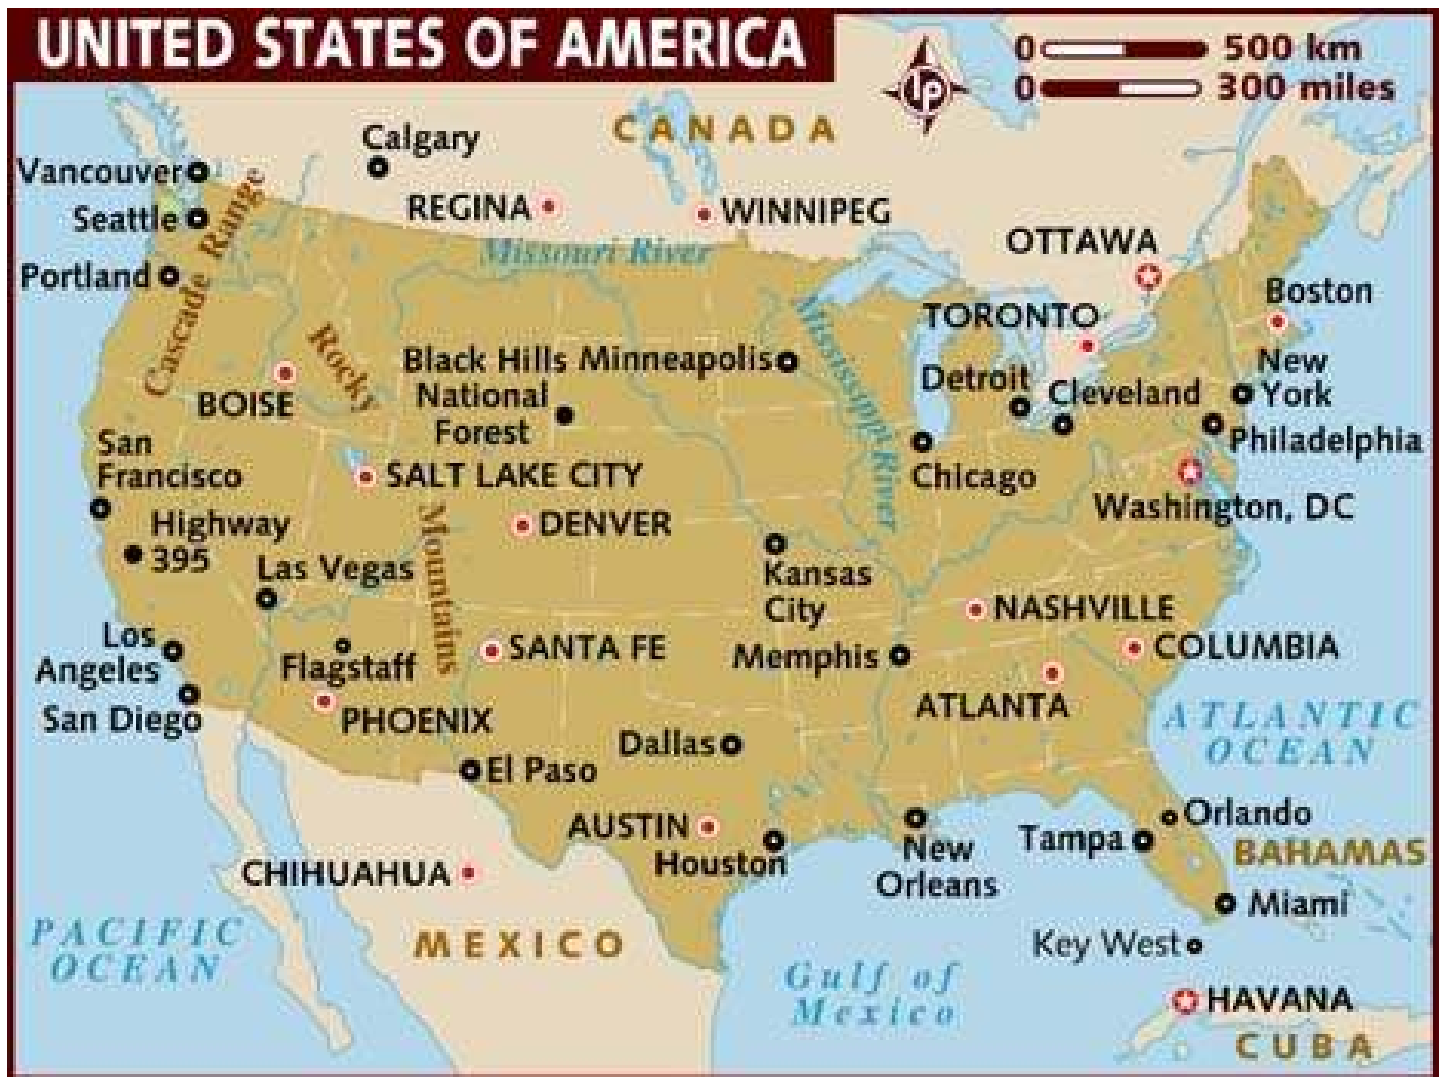 UNITED STATES OF AMERICA
0 500 km
0 300 miles
lp
CANADA
Calgary
Vancouver
REGINA
WINNIPEG
Seattle
Cascade Range
Missouri River
OTTAWA
Portland
Boston
TORONTO
Mississippi River
Rocky
Mountains
Black Hills
National
Forest
Minneapolis
Detroit
Cleveland
New
York
BOISE
Philadelphia
San
Francisco
SALT LAKE CITY
Chicago
Washington, DC
Highway
395
DENVER
Las Vegas
Kansas
City
NASHVILLE
Los
Angeles
Flagstaff
SANTA FE
Memphis
COLUMBIA
San Diego
PHOENIX
ATLANTA
ATLANTIC
OCEAN
Dallas
El Paso
AUSTIN
Houston
New
Orleans
Tampa
Orlando
BAHAMAS
CHIHUAHUA
Miami
PACIFIC
OCEAN
MEXICO
Key West
Gulf of
Mexico
HAVANA
CUBA